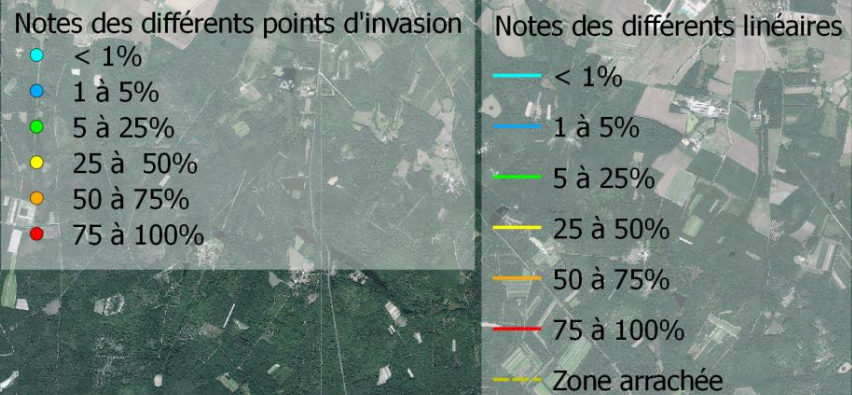 Notes des différents points d'invasion
< 1%
1 à 5%
5 à 25%
25 à 50%
50 à 75%
75 à 100%
Notes des différents linéaires
< 1%
1 à 5%
5 à 25%
25 à 50%
50 à 75%
75 à 100%
Zone arrachée